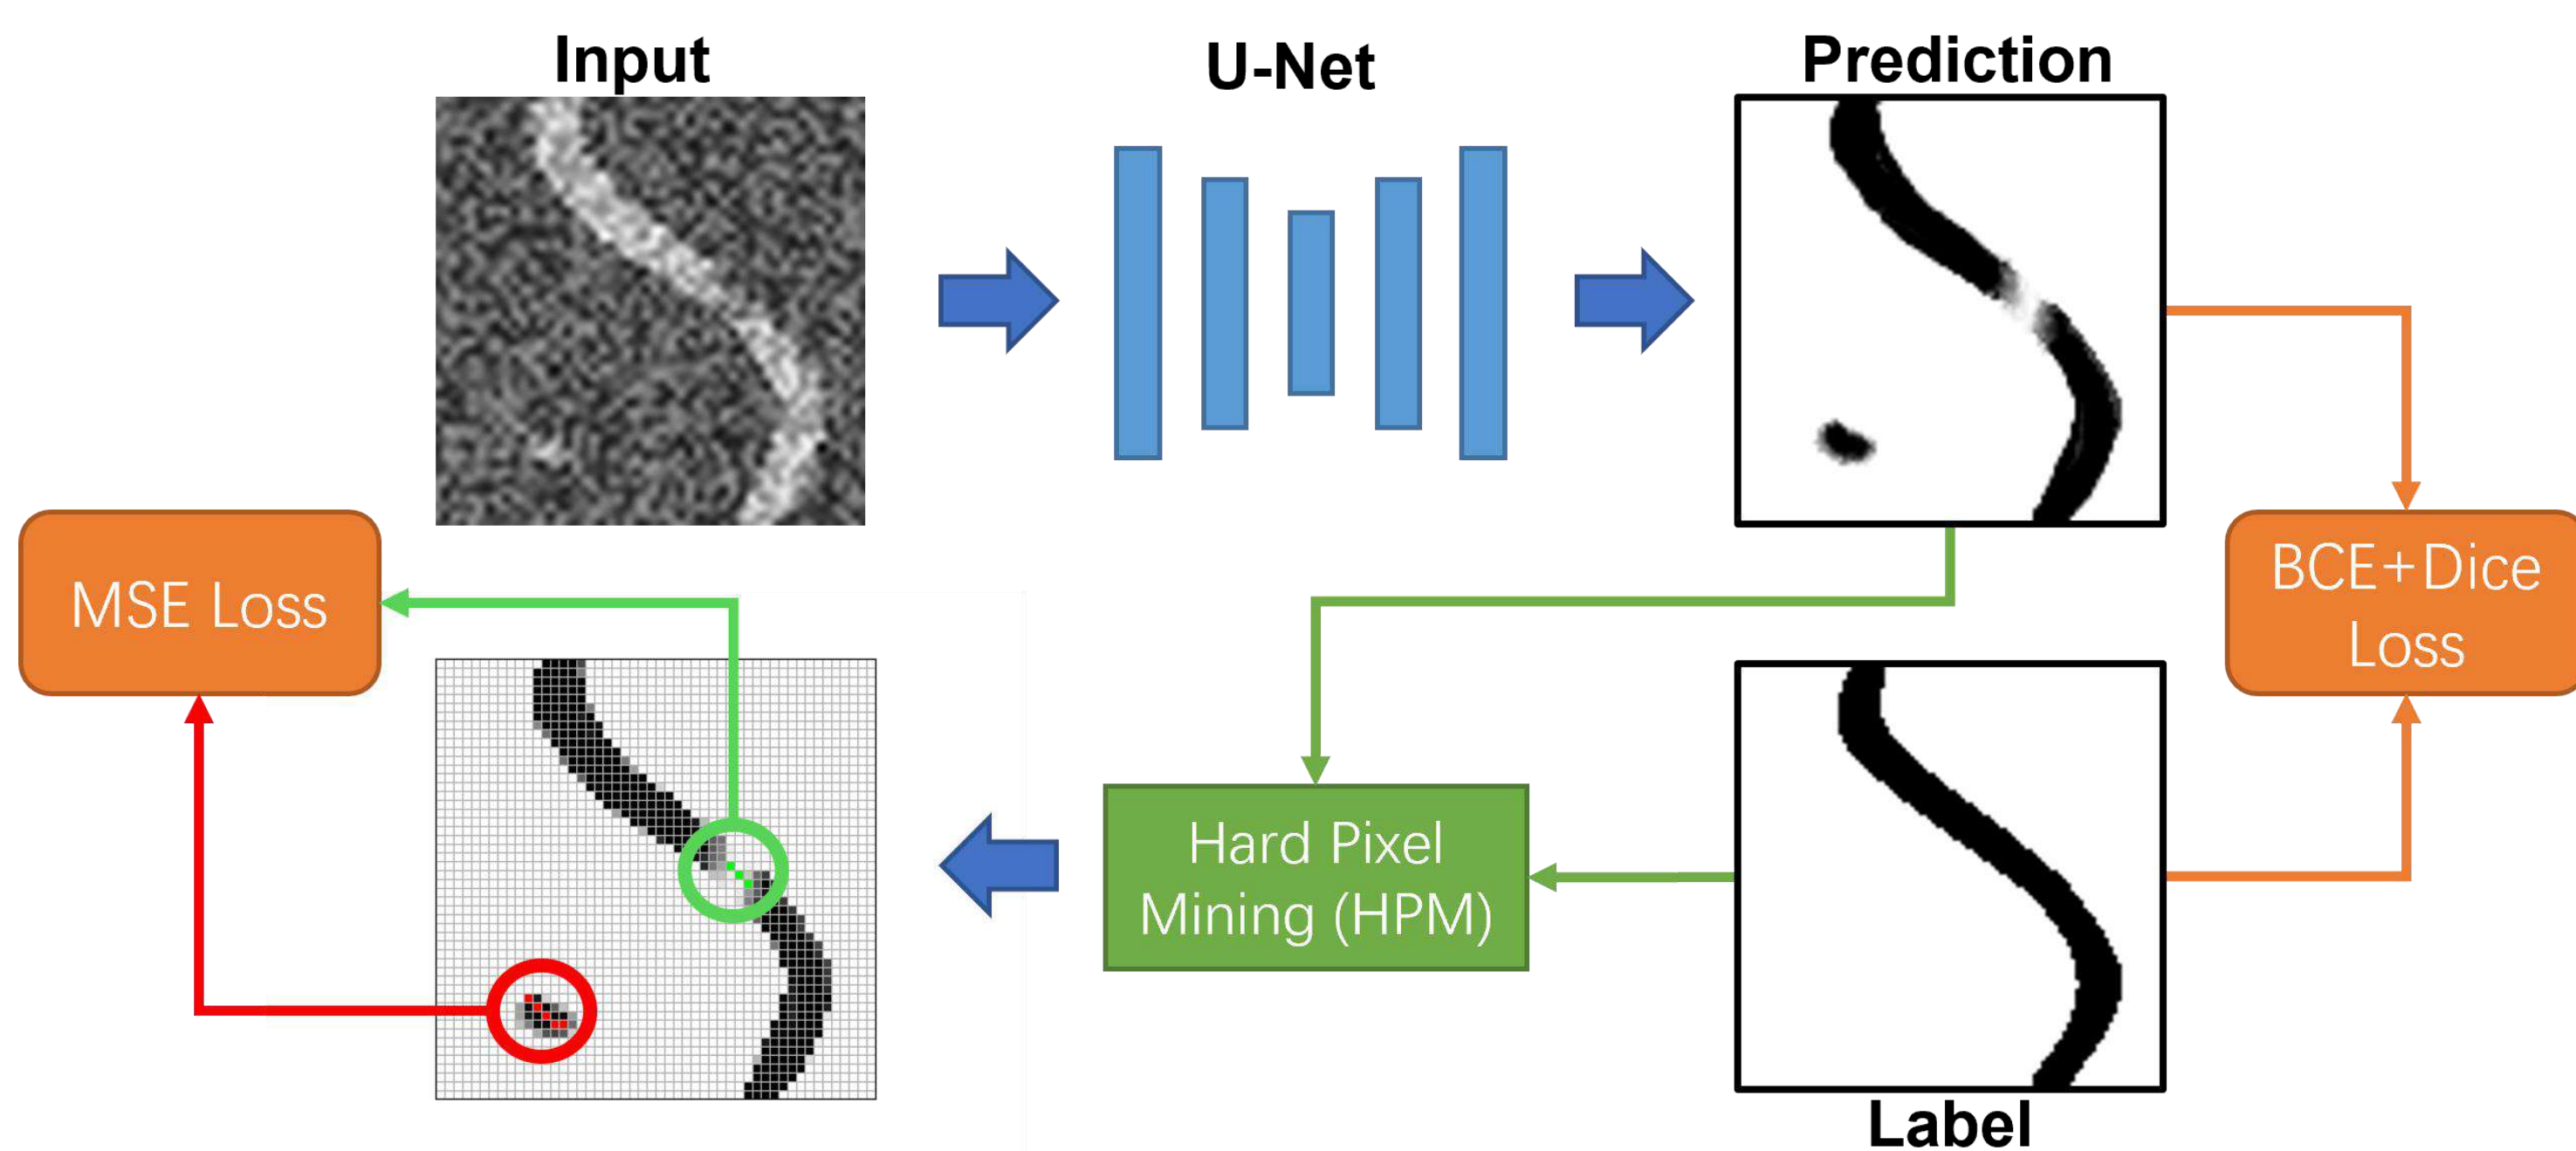 Input
U-Net
Prediction
MSE Loss
BCE+Dice
Loss
Hard Pixel
Mining (HPM)
Label